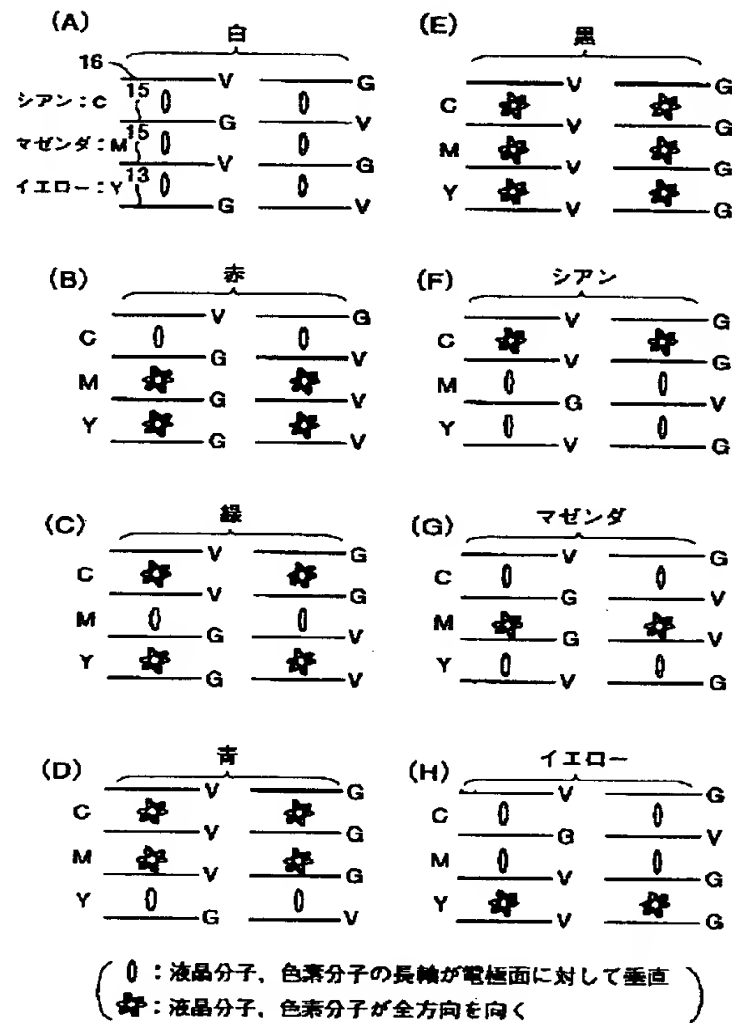 (A)
白
16
V G
シアン:C 15
G V
マゼンダ:M 15
V G
イエロー:Y 13
G V
(B)
赤
V G
C
G V
M
G V
Y
G V
(C)
緑
V G
C
V G
M
G V
Y
G V
(D)
青
V G
C
V G
M
V G
Y
G V
(E)
黒
V G
C
V G
M
V G
Y
V G
(F)
シアン
V G
C
V G
M
G V
Y
V G
(G)
マゼンダ
V G
C
G V
M
G V
Y
V G
(H)
イエロー
V G
C
G V
M
V G
Y
V G
:液晶分子、色素分子の長軸が電極面に対して垂直
:液晶分子、色素分子が全方向を向く